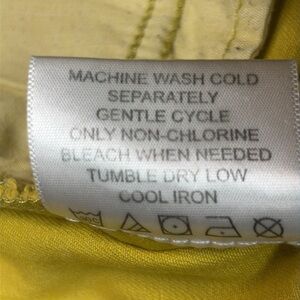 MACHINE WASH COLD
SEPARATELY
GENTLE CYCLE
ONLY NON-CHLORINE
BLEACH WHEN NEEDED
TUMBLE DRY LOW
COOL IRON